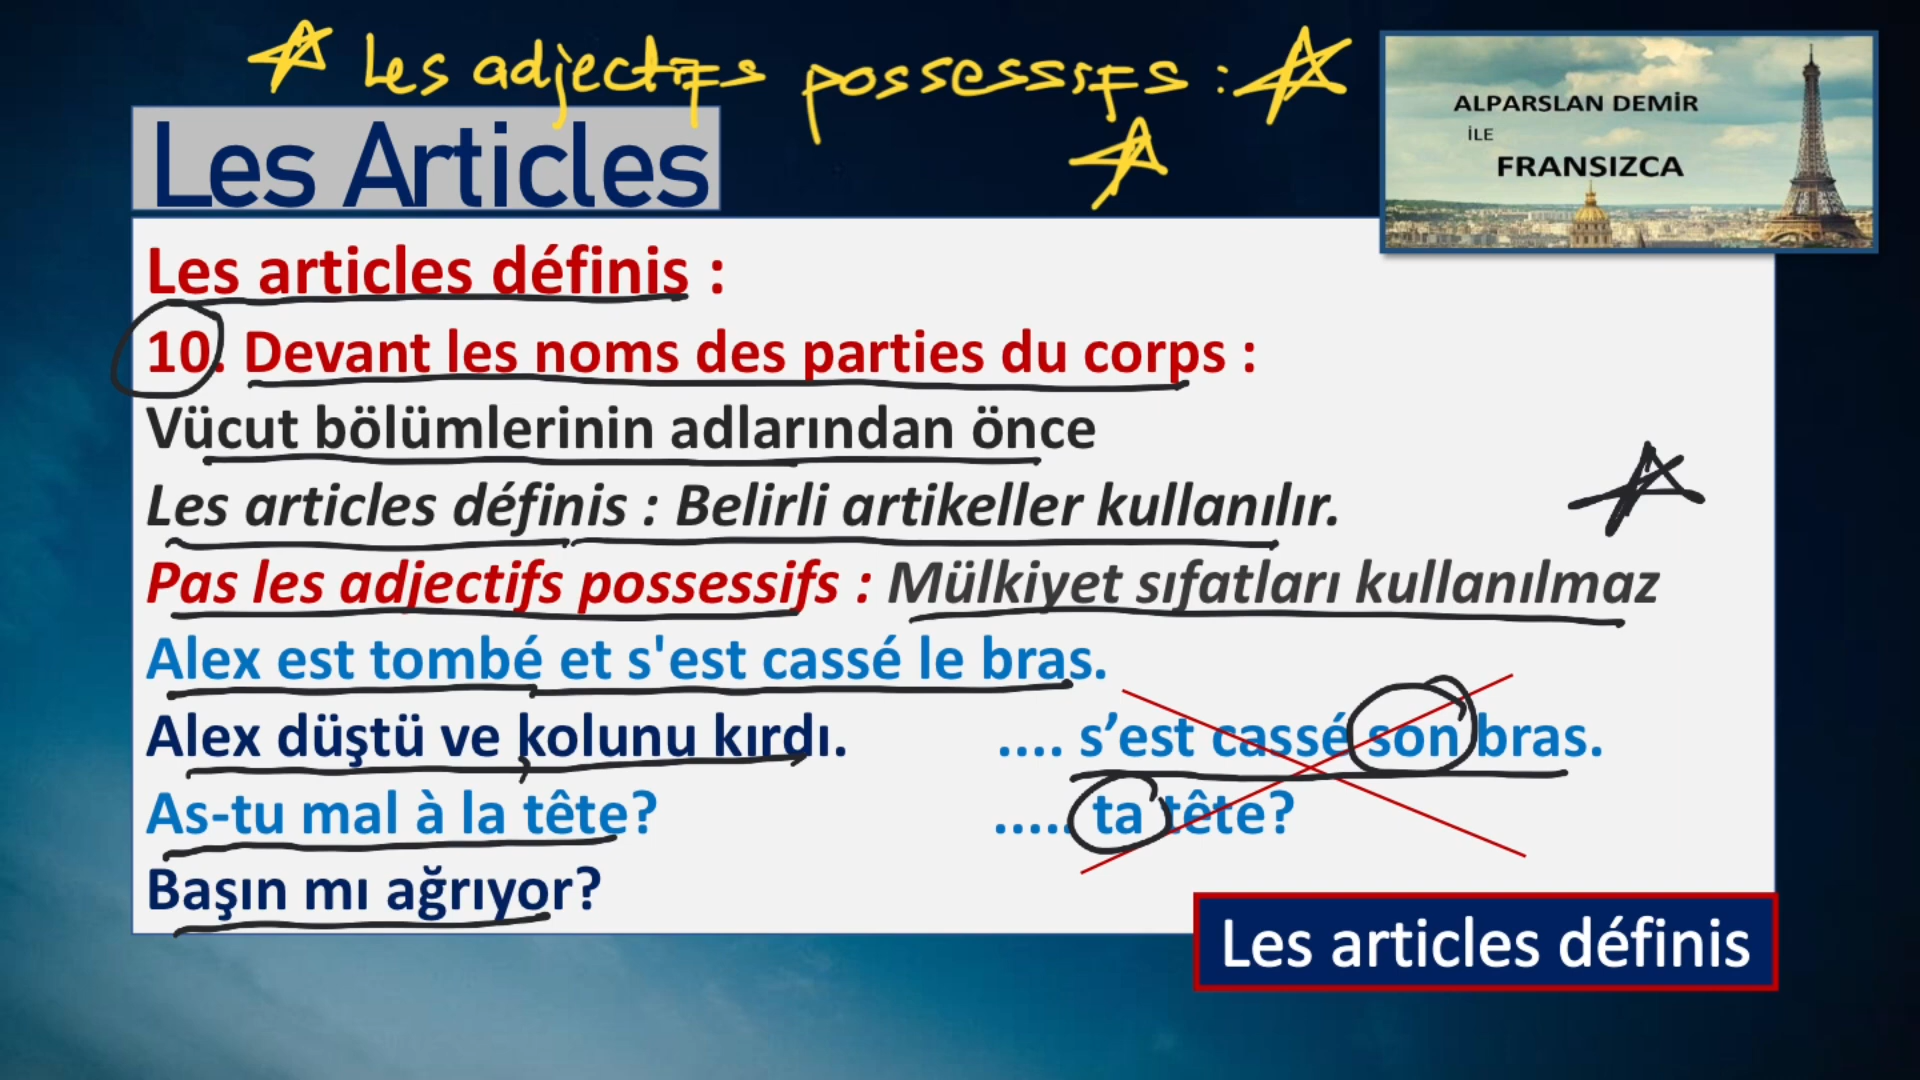 Les adjectifs possessifs :
ALPARSLAN DEMİR
İLE
FRANSIZCA
Les Articles
Les articles définis :
10. Devant les noms des parties du corps :
Vücut bölümlerinin adlarından önce
Les articles définis : Belirli artikeller kullanılır.
Pas les adjectifs possessifs : Mülkiyet sıfatları kullanılmaz
Alex est tombé et s'est cassé le bras.
Alex düştü ve kolunu kırdı. .... s’est cassé son bras.
As-tu mal à la tête? ..... ta tête?
Başın mı ağrıyor?
Les articles définis